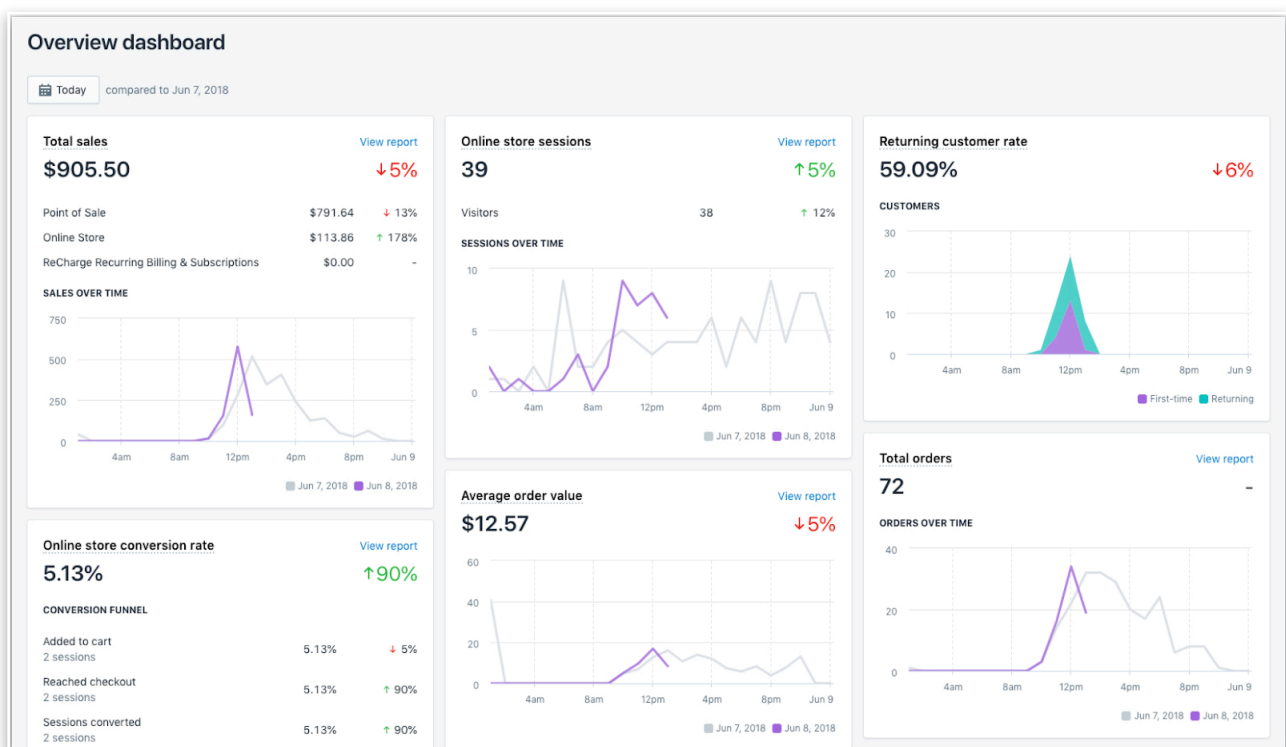 Overview dashboard
Today compared to Jun 7, 2018
Total sales View report
$905.50 ↓5%
Point of Sale $791.64 ↓ 13%
Online Store $113.86 ↑ 178%
ReCharge Recurring Billing & Subscriptions $0.00 -
SALES OVER TIME
750
500
250
0
4am 8am 12pm 4pm 8pm Jun 9
Jun 7, 2018 Jun 8, 2018
Online store conversion rate View report
5.13% ↑90%
CONVERSION FUNNEL
Added to cart
2 sessions
5.13% ↓ 5%
Reached checkout
2 sessions
5.13% ↑ 90%
Sessions converted
2 sessions
5.13% ↑ 90%
Online store sessions View report
39 ↑5%
Visitors 38 ↑ 12%
SESSIONS OVER TIME
10
5
0
4am 8am 12pm 4pm 8pm Jun 9
Jun 7, 2018 Jun 8, 2018
Average order value View report
$12.57 ↓5%
60
40
20
0
4am 8am 12pm 4pm 8pm Jun 9
Jun 7, 2018 Jun 8, 2018
Returning customer rate
59.09% ↓6%
CUSTOMERS
30
20
10
0
4am 8am 12pm 4pm 8pm Jun 9
First-time Returning
Total orders View report
72 -
ORDERS OVER TIME
40
20
0
4am 8am 12pm 4pm 8pm Jun 9
Jun 7, 2018 Jun 8, 2018